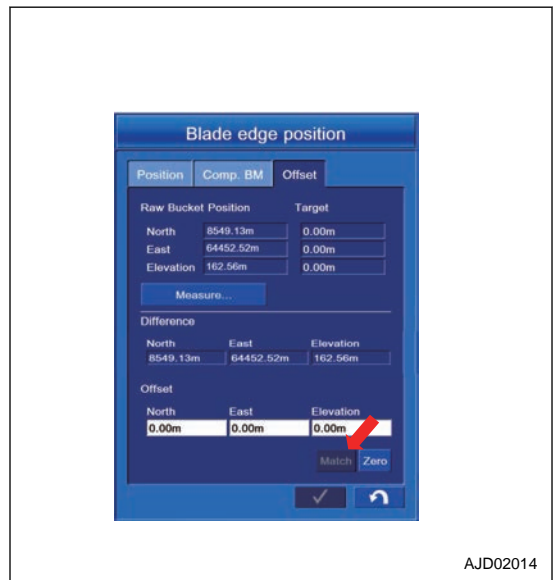 Blade edge position
Position Comp. BM Offset
Raw Bucket Position Target
North 8549.13m 0.00m
East 64452.52m 0.00m
Elevation 162.56m 0.00m
Measure...
Difference
North East Elevation
8549.13m 64452.52m 162.56m
Offset
North East Elevation
0.00m 0.00m 0.00m
Match Zero
AJD02014